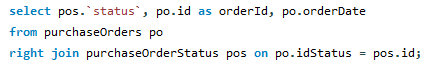 select pos.`status`, po.id as orderId, po.orderDate
from purchaseOrders po
right join purchaseOrderStatus pos on po.idStatus = pos.id;